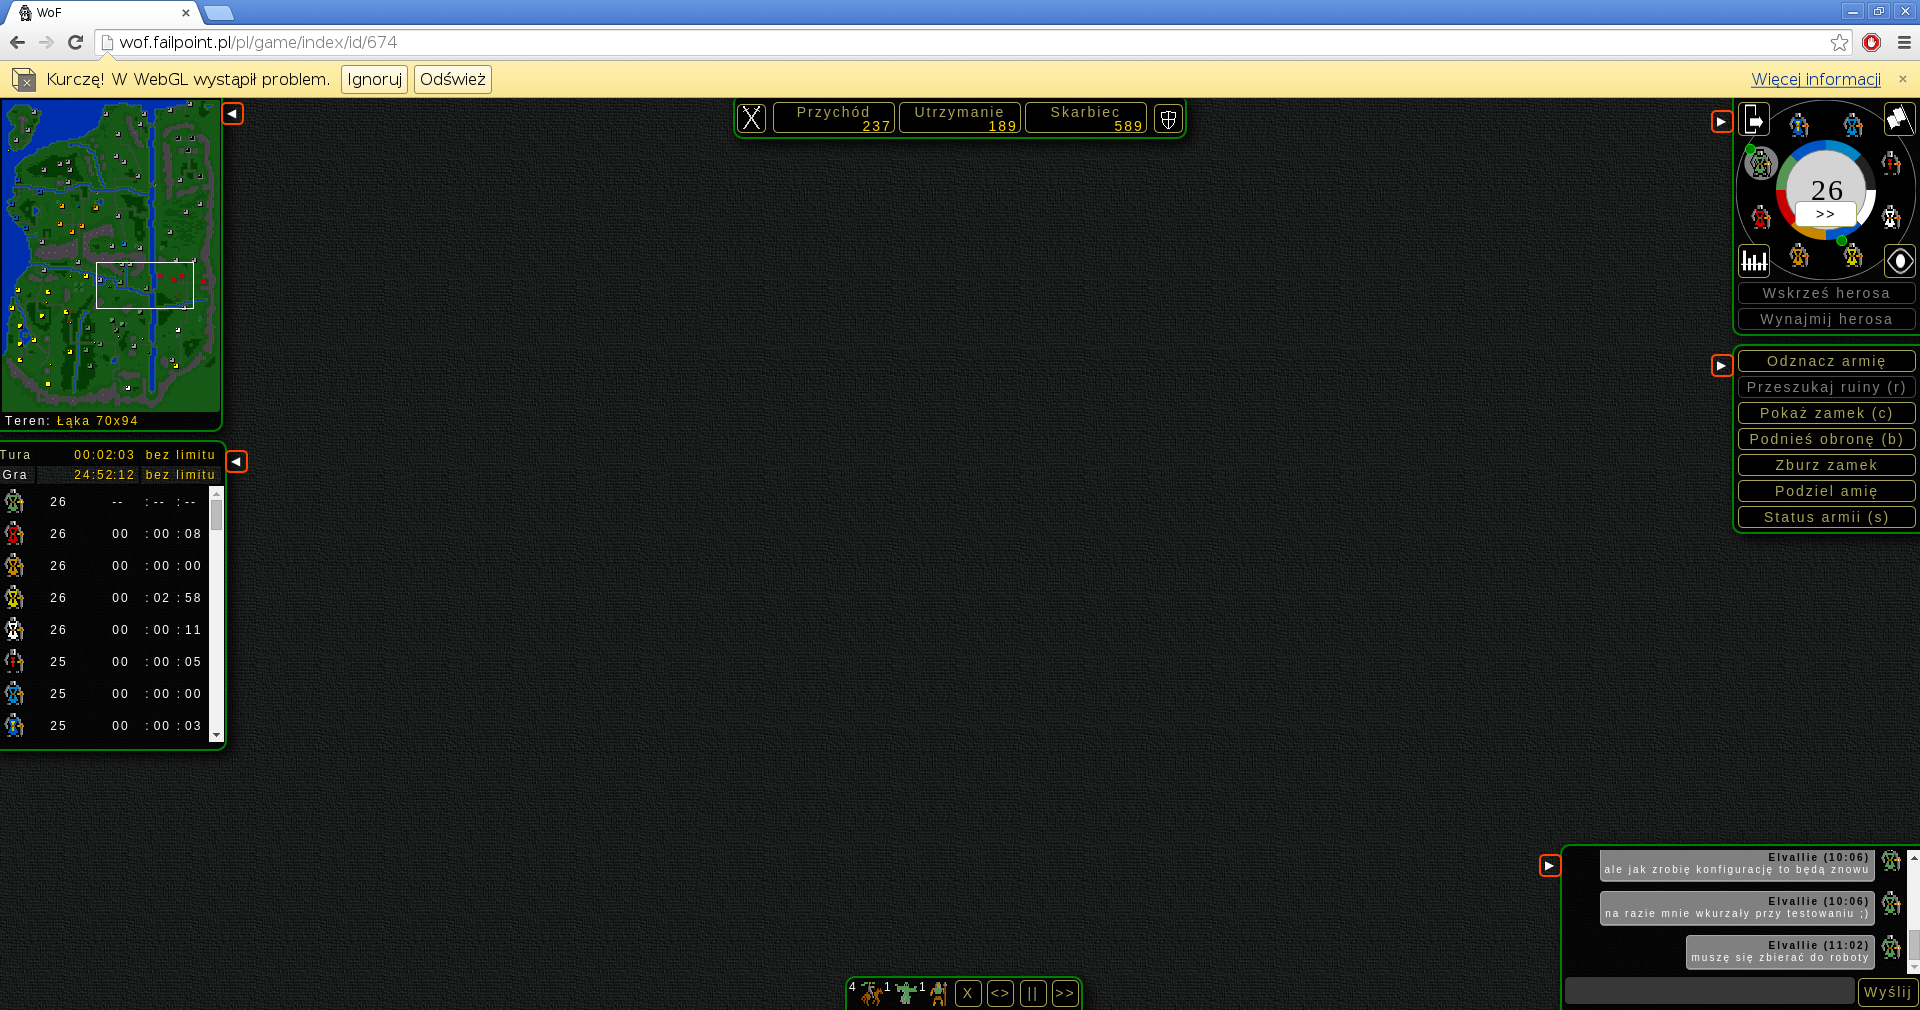 WoF
wof.failpoint.pl/pl/game/index/id/674
Kurczę! W WebGL wystąpił problem. Ignoruj Odśwież Więcej informacji
Przychód 237
Utrzymanie 189
Skarbiec 589
26
>>
Wskrześ herosa
Wynajmij herosa
Odznacz armię
Przeszukaj ruiny (r)
Pokaż zamek (c)
Podnieś obronę (b)
Zburz zamek
Podziel amię
Status armii (s)
Teren: Łąka 70x94
Tura 00:02:03 bez limitu
Gra 24:52:12 bez limitu
26 -- : -- : --
26 00 : 00 : 08
26 00 : 00 : 00
26 00 : 02 : 58
26 00 : 00 : 11
25 00 : 00 : 05
25 00 : 00 : 00
25 00 : 00 : 03
Elvallie (10:06)
ale jak zrobię konfigurację to będą znowu
Elvallie (10:06)
na razie mnie wkurzały przy testowaniu ;)
Elvallie (11:02)
muszę się zbierać do roboty
Wyślij
4 1 1 X <> || >>